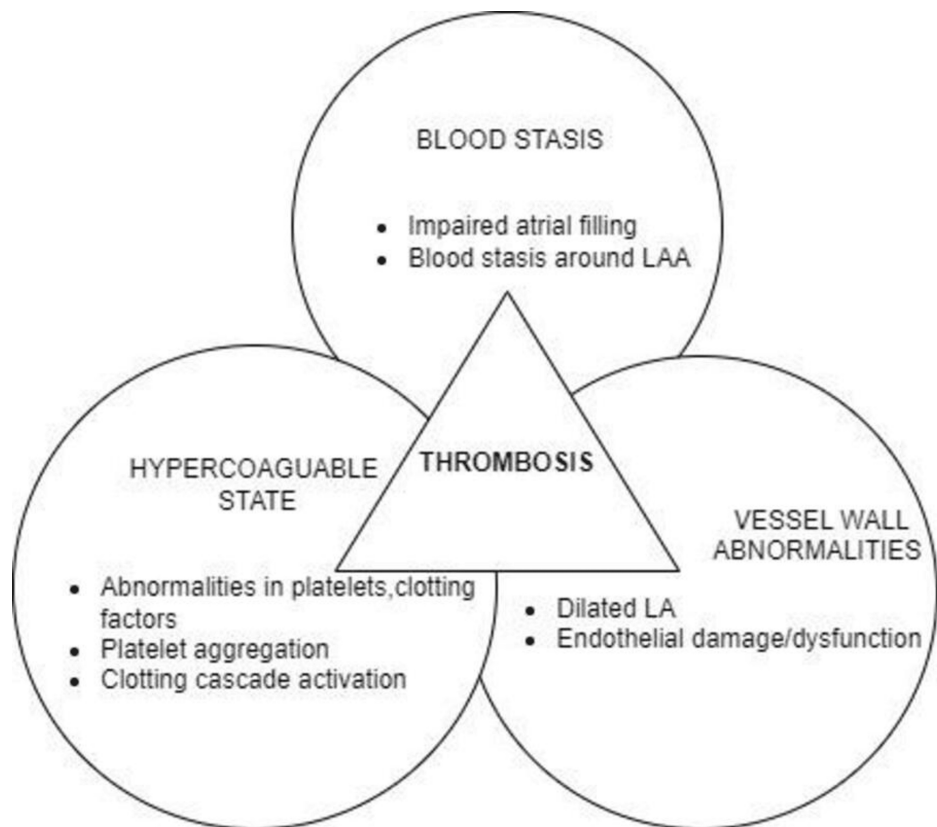 BLOOD STASIS
• Impaired atrial filling
• Blood stasis around LAA
THROMBOSIS
HYPERCOAGUABLE
STATE
• Abnormalities in platelets,clotting
factors
• Platelet aggregation
• Clotting cascade activation
VESSEL WALL
ABNORMALITIES
• Dilated LA
• Endothelial damage/dysfunction